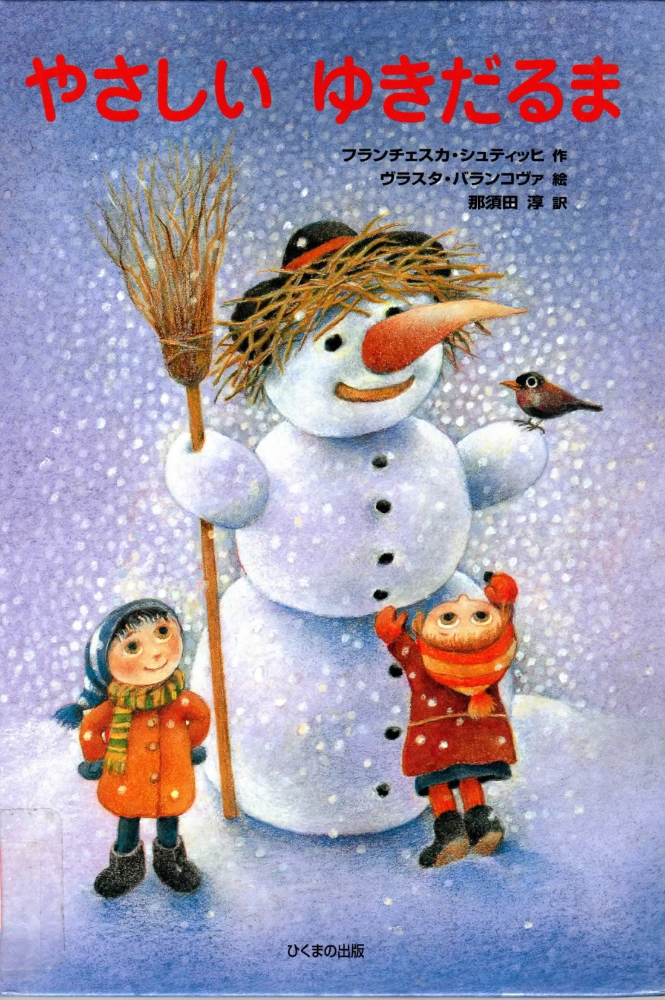 やさしい ゆきだるま
フランチェスカ・シュティッヒ 作
ヴラスタ・バランコヴァ 絵
那須田 淳 訳
ひくまの出版